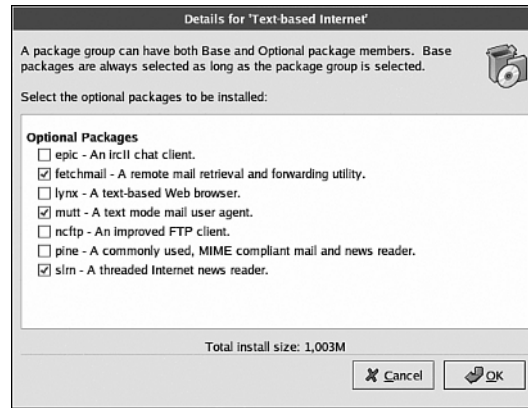 Details for 'Text-based Internet'
A package group can have both Base and Optional package members. Base
packages are always selected as long as the package group is selected.
Select the optional packages to be installed:
Optional Packages
epic - An ircII chat client.
fetchmail - A remote mail retrieval and forwarding utility.
lynx - A text-based Web browser.
mutt - A text mode mail user agent.
ncftp - An improved FTP client.
pine - A commonly used, MIME compliant mail and news reader.
slrn - A threaded Internet news reader.
Total install size: 1,003M
Cancel
OK